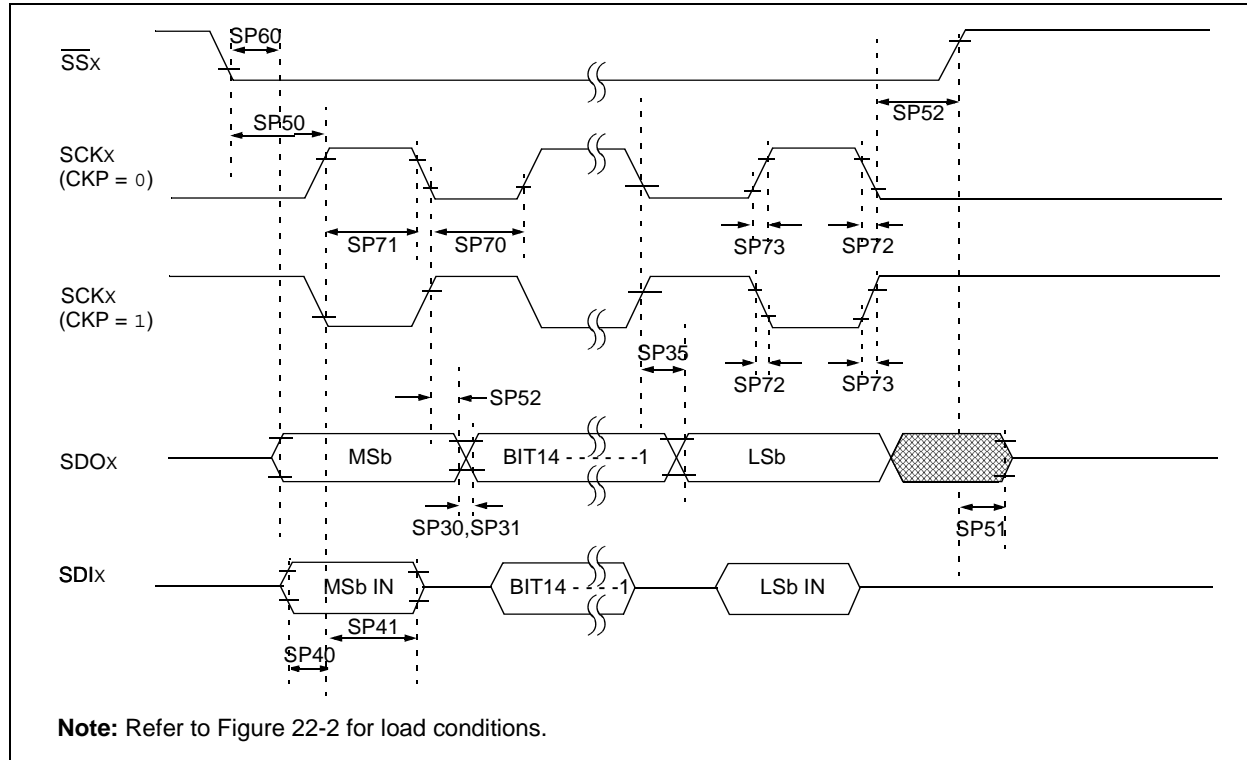 SP60
SSx
SP52
SP50
SCKx
(CKP = 0)
SP71
SP70
SP73
SP72
SCKx
(CKP = 1)
SP35
SP72
SP73
SP52
SDOx
MSb
BIT14 - - - - - -1
LSb
SP30,SP31
SP51
SDIx
MSb IN
BIT14 - - - - -1
LSb IN
SP41
SP40
Note: Refer to Figure 22-2 for load conditions.